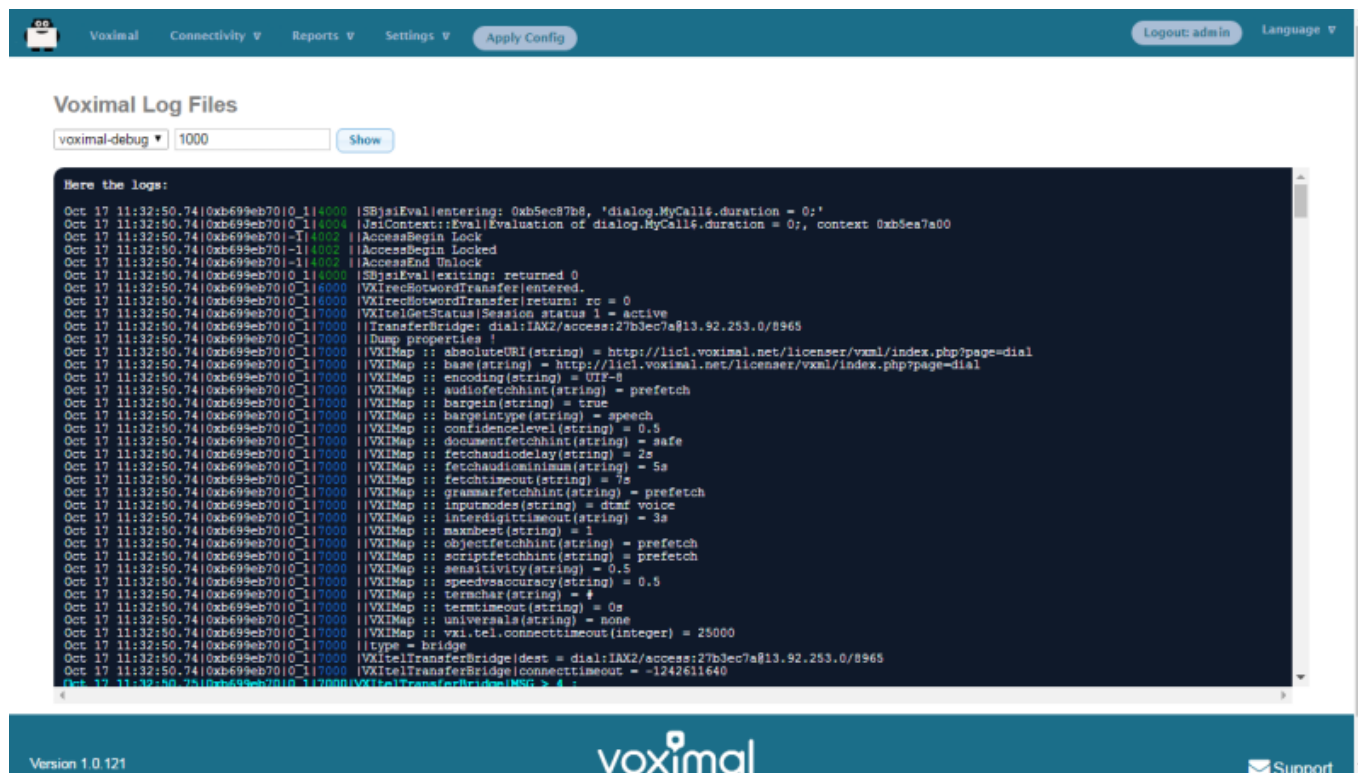 Voximal Connectivity ▿ Reports ▿ Settings ▿ Apply Config Logout: admin Language ▿
Voximal Log Files
voximal-debug ▾ 1000 Show
Here the logs:
Oct 17 11:32:50.74|0xb699eb70|0_1|4000 |SBjsiEval|entering: 0xb5ec87b8, 'dialog.MyCall$.duration = 0;'
Oct 17 11:32:50.74|0xb699eb70|0_1|4004 |JsiContext::Eval|Evaluation of dialog.MyCall$.duration = 0;, context 0xb5ea7a00
Oct 17 11:32:50.74|0xb699eb70|-1|4002 ||AccessBegin Lock
Oct 17 11:32:50.74|0xb699eb70|-1|4002 ||AccessBegin Locked
Oct 17 11:32:50.74|0xb699eb70|-1|4002 ||AccessEnd Unlock
Oct 17 11:32:50.74|0xb699eb70|0_1|4000 |SBjsiEval|exiting: returned 0
Oct 17 11:32:50.74|0xb699eb70|0_1|6000 |VXIrecHotwordTransfer|entered.
Oct 17 11:32:50.74|0xb699eb70|0_1|6000 |VXIrecHotwordTransfer|return: rc = 0
Oct 17 11:32:50.74|0xb699eb70|0_1|7000 |VXItelGetStatus|Session status 1 = active
Oct 17 11:32:50.74|0xb699eb70|0_1|7000 ||TransferBridge: dial:IAX2/access:27b3ec7a@13.92.253.0/8965
Oct 17 11:32:50.74|0xb699eb70|0_1|7000 ||Dump properties !
Oct 17 11:32:50.74|0xb699eb70|0_1|7000 ||VXIMap :: absoluteURI(string) = http://lic1.voximal.net/licenser/vxml/index.php?page=dial
Oct 17 11:32:50.74|0xb699eb70|0_1|7000 ||VXIMap :: base(string) = http://lic1.voximal.net/licenser/vxml/index.php?page=dial
Oct 17 11:32:50.74|0xb699eb70|0_1|7000 ||VXIMap :: encoding(string) = UTF-8
Oct 17 11:32:50.74|0xb699eb70|0_1|7000 ||VXIMap :: audiofetchhint(string) = prefetch
Oct 17 11:32:50.74|0xb699eb70|0_1|7000 ||VXIMap :: bargein(string) = true
Oct 17 11:32:50.74|0xb699eb70|0_1|7000 ||VXIMap :: bargeintype(string) = speech
Oct 17 11:32:50.74|0xb699eb70|0_1|7000 ||VXIMap :: confidencelevel(string) = 0.5
Oct 17 11:32:50.74|0xb699eb70|0_1|7000 ||VXIMap :: documentfetchhint(string) = safe
Oct 17 11:32:50.74|0xb699eb70|0_1|7000 ||VXIMap :: fetchaudiodelay(string) = 2s
Oct 17 11:32:50.74|0xb699eb70|0_1|7000 ||VXIMap :: fetchaudiominimum(string) = 5s
Oct 17 11:32:50.74|0xb699eb70|0_1|7000 ||VXIMap :: fetchtimeout(string) = 7s
Oct 17 11:32:50.74|0xb699eb70|0_1|7000 ||VXIMap :: grammarfetchhint(string) = prefetch
Oct 17 11:32:50.74|0xb699eb70|0_1|7000 ||VXIMap :: inputmodes(string) = dtmf voice
Oct 17 11:32:50.74|0xb699eb70|0_1|7000 ||VXIMap :: interdigittimeout(string) = 3s
Oct 17 11:32:50.74|0xb699eb70|0_1|7000 ||VXIMap :: maxnbest(string) = 1
Oct 17 11:32:50.74|0xb699eb70|0_1|7000 ||VXIMap :: objectfetchhint(string) = prefetch
Oct 17 11:32:50.74|0xb699eb70|0_1|7000 ||VXIMap :: scriptfetchhint(string) = prefetch
Oct 17 11:32:50.74|0xb699eb70|0_1|7000 ||VXIMap :: sensitivity(string) = 0.5
Oct 17 11:32:50.74|0xb699eb70|0_1|7000 ||VXIMap :: speedvsaccuracy(string) = 0.5
Oct 17 11:32:50.74|0xb699eb70|0_1|7000 ||VXIMap :: termchar(string) = #
Oct 17 11:32:50.74|0xb699eb70|0_1|7000 ||VXIMap :: termtimeout(string) = 0s
Oct 17 11:32:50.74|0xb699eb70|0_1|7000 ||VXIMap :: universals(string) = none
Oct 17 11:32:50.74|0xb699eb70|0_1|7000 ||VXIMap :: vxi.tel.connecttimeout(integer) = 25000
Oct 17 11:32:50.74|0xb699eb70|0_1|7000 ||type = bridge
Oct 17 11:32:50.74|0xb699eb70|0_1|7000 |VXItelTransferBridge|dest = dial:IAX2/access:27b3ec7a@13.92.253.0/8965
Oct 17 11:32:50.74|0xb699eb70|0_1|7000 |VXItelTransferBridge|connecttimeout = -1242611640
Oct 17 11:32:50.75|0xb699eb70|0_1|7000|VXItelTransferBridge|MSG > 4 :
Version 1.0.121 voximal Support